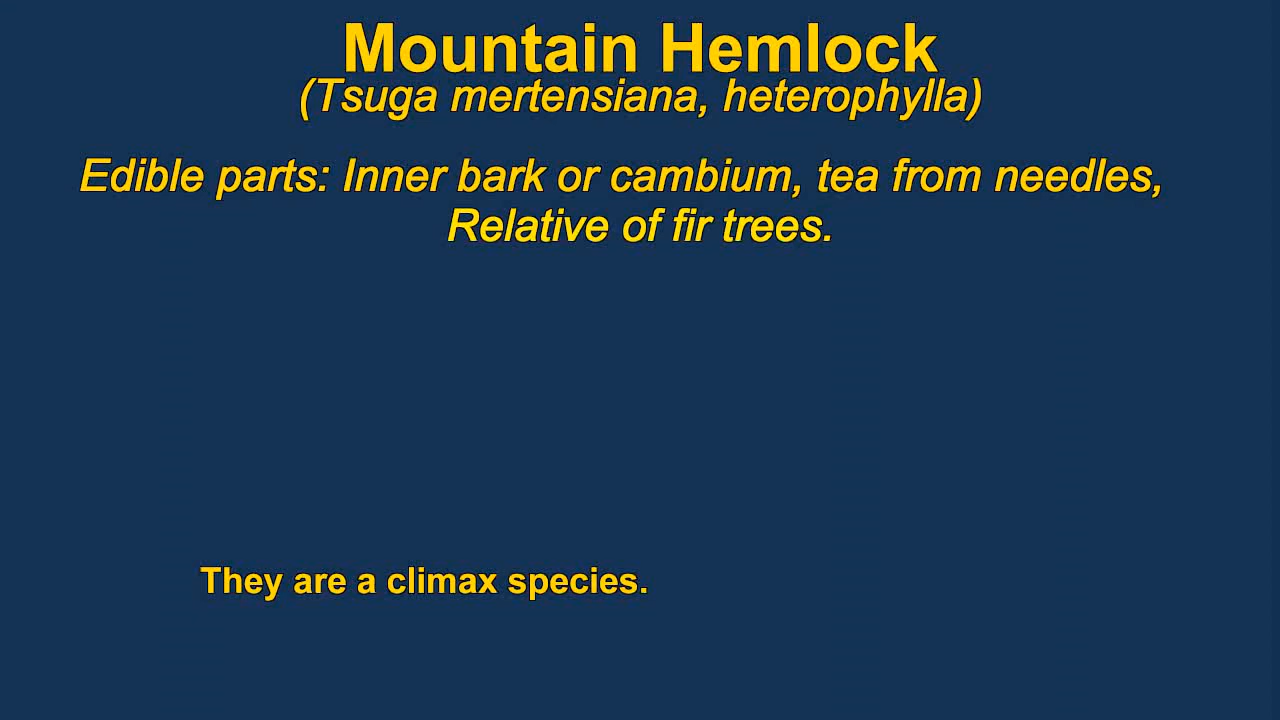 Mountain Hemlock
(Tsuga mertensiana, heterophylla)
Edible parts: Inner bark or cambium, tea from needles,
Relative of fir trees.
They are a climax species.